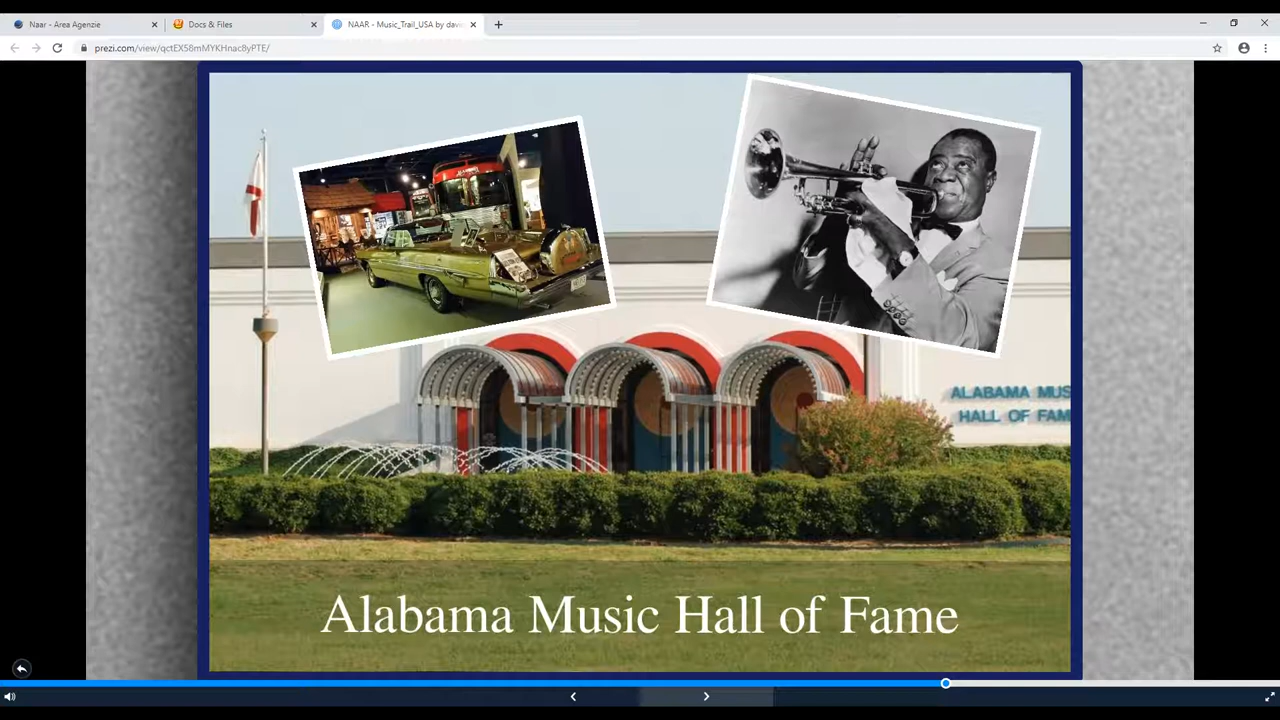 Naar - Area Agenzie
Docs & Files
NAAR - Music_Trail_USA by davi
prezi.com/view/qctEX58mMYKHnac8yPTE/
ALABAMA MUS
HALL OF FAM
Alabama Music Hall of Fame